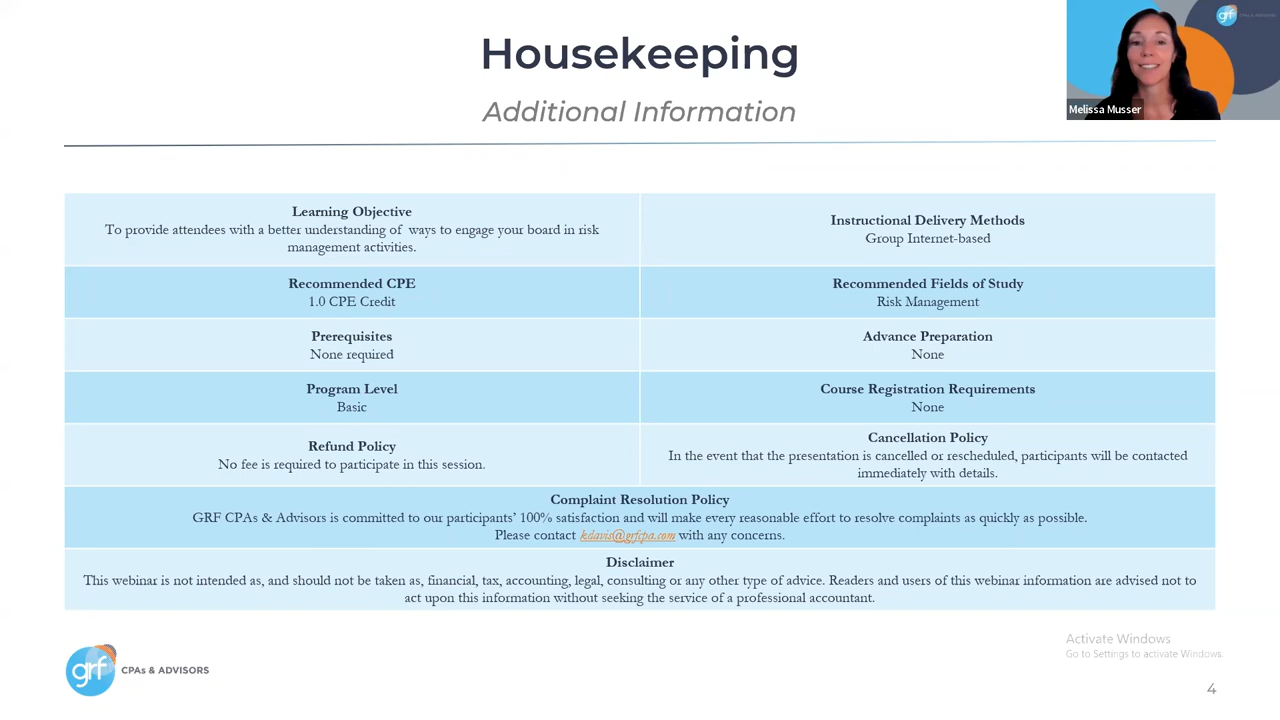 Housekeeping
Additional Information
grf CPAs & ADVISORS
Melissa Musser
Learning Objective
To provide attendees with a better understanding of ways to engage your board in risk
management activities.
Instructional Delivery Methods
Group Internet-based
Recommended CPE
1.0 CPE Credit
Recommended Fields of Study
Risk Management
Prerequisites
None required
Advance Preparation
None
Program Level
Basic
Course Registration Requirements
None
Refund Policy
No fee is required to participate in this session.
Cancellation Policy
In the event that the presentation is cancelled or rescheduled, participants will be contacted
immediately with details.
Complaint Resolution Policy
GRF CPAs & Advisors is committed to our participants’ 100% satisfaction and will make every reasonable effort to resolve complaints as quickly as possible.
Please contact kdavis@grfcpa.com with any concerns.
Disclaimer
This webinar is not intended as, and should not be taken as, financial, tax, accounting, legal, consulting or any other type of advice. Readers and users of this webinar information are advised not to
act upon this information without seeking the service of a professional accountant.
Activate Windows
Go to Settings to activate Windows.
grf CPAs & ADVISORS
4